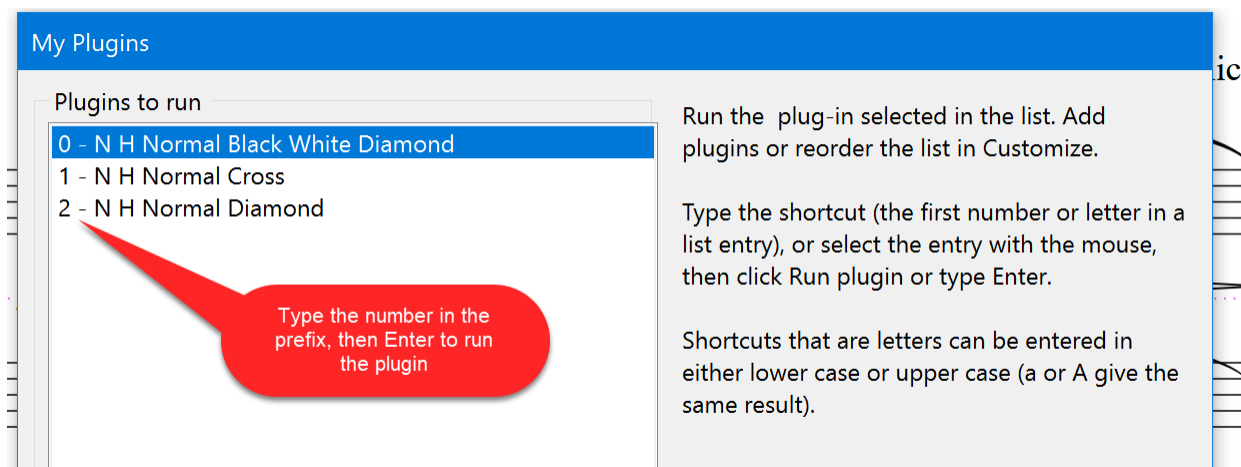 My Plugins
ic
Plugins to run
0 - N H Normal Black White Diamond
1 - N H Normal Cross
2 - N H Normal Diamond
Type the number in the
prefix, then Enter to run
the plugin
Run the  plug-in selected in the list. Add
plugins or reorder the list in Customize.
Type the shortcut (the first number or letter in a
list entry), or select the entry with the mouse,
then click Run plugin or type Enter.
Shortcuts that are letters can be entered in
either lower case or upper case (a or A give the
same result).